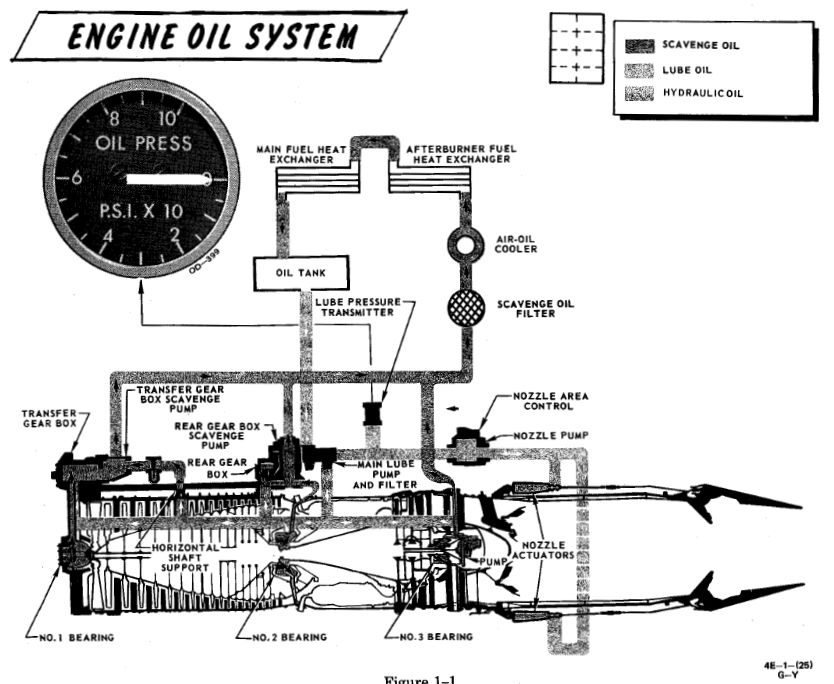 ENGINE OIL SYSTEM
SCAVENGE OIL
LUBE OIL
HYDRAULIC OIL
8 10
OIL PRESS
6 0
P.S.I. X 10
4 2
OD-399
MAIN FUEL HEAT
EXCHANGER
AFTERBURNER FUEL
HEAT EXCHANGER
AIR-OIL
COOLER
OIL TANK
LUBE PRESSURE
TRANSMITTER
SCAVENGE OIL
FILTER
TRANSFER GEAR
BOX SCAVENGE
PUMP
TRANSFER
GEAR BOX
REAR GEAR BOX
SCAVENGE
PUMP
REAR GEAR
BOX
MAIN LUBE
PUMP
AND FILTER
NOZZLE AREA
CONTROL
NOZZLE PUMP
HORIZONTAL
SHAFT
SUPPORT
PUMP
NOZZLE
ACTUATORS
NO. 1 BEARING
NO. 2 BEARING
NO. 3 BEARING
4E-1-(25)
G-Y
Figure 1-1